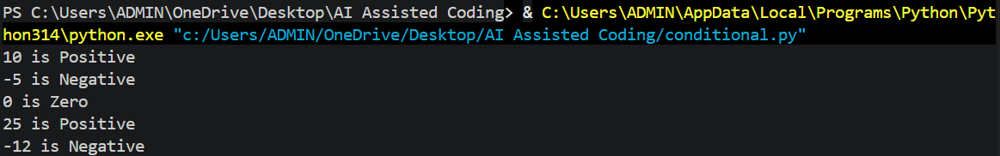 PS C:\Users\ADMIN\OneDrive\Desktop\AI Assisted Coding> & C:\Users\ADMIN\AppData\Local\Programs\Python\Pyt
hon314\python.exe "c:/Users/ADMIN/OneDrive/Desktop/AI Assisted Coding/conditional.py"
10 is Positive
-5 is Negative
0 is Zero
25 is Positive
-12 is Negative